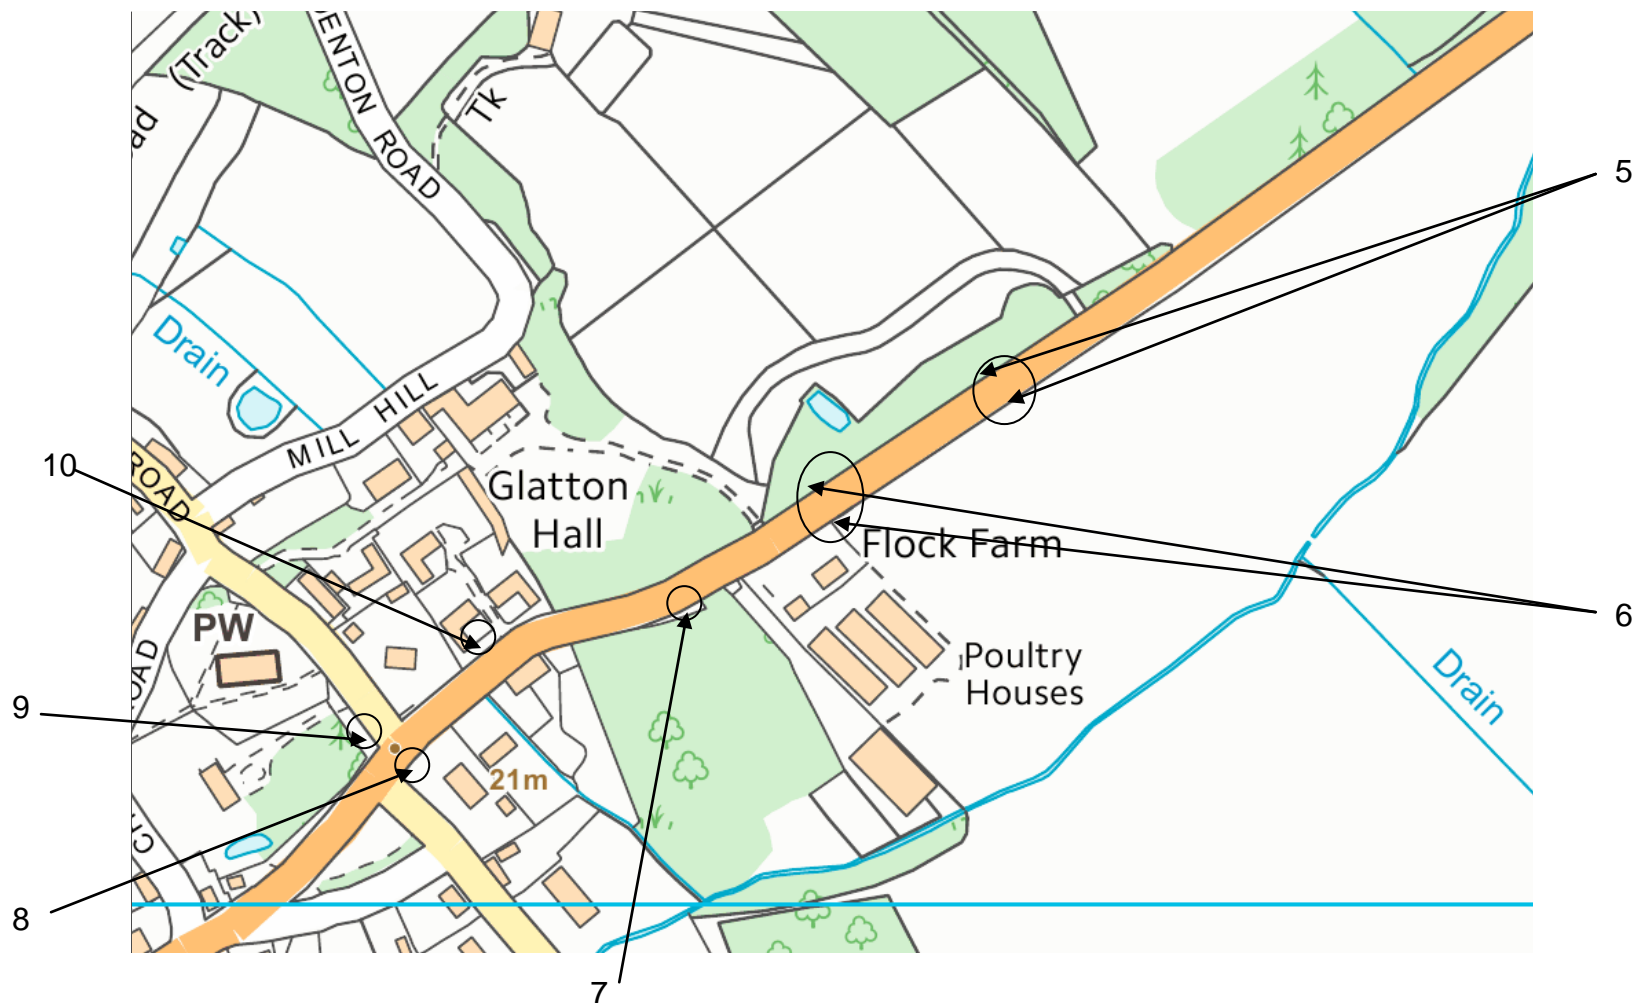 (Track)
ENTON ROAD
Tk
ad
5
Drain
MILL HILL
10
ROAD
Glatton
Hall
Flock Farm
6
PW
OAD
Poultry
Houses
Drain
9
21m
CH
8
7